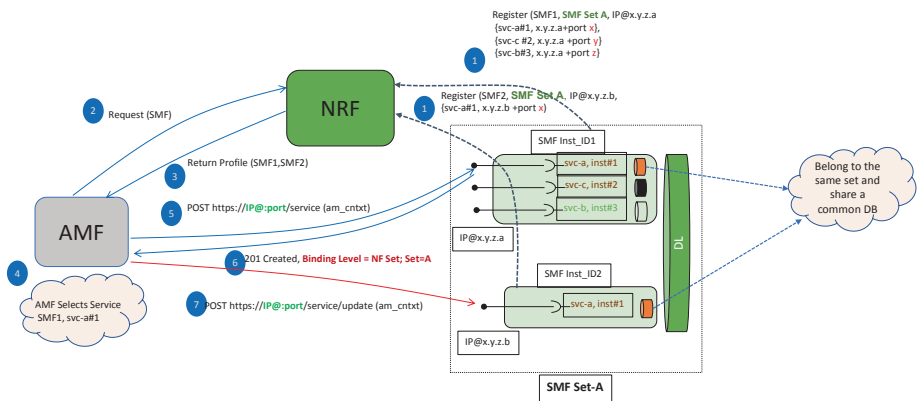 Register (SMF1, SMF Set A, IP@x.y.z.a
{svc-a#1, x.y.z.a+port x},
{svc-c #2, x.y.z.a +port y}
{svc-b#3, x.y.z.a +port z}
1
Register (SMF2, SMF Set A, IP@x.y.z.b,
{svc-a#1, x.y.z.b +port x)
1
NRF
2
Request (SMF)
3
Return Profile (SMF1,SMF2)
5
POST https://IP@:port/service (am_cntxt)
AMF
6
201 Created, Binding Level = NF Set; Set=A
4
AMF Selects Service
SMF1, svc-a#1
7
POST https://IP@:port/service/update (am_cntxt)
SMF Inst_ID1
svc-a, inst#1
svc-c, inst#2
svc-b, inst#3
IP@x.y.z.a
SMF Inst_ID2
svc-a, inst#1
IP@x.y.z.b
DL
SMF Set-A
Belong to the
same set and
share a
common DB